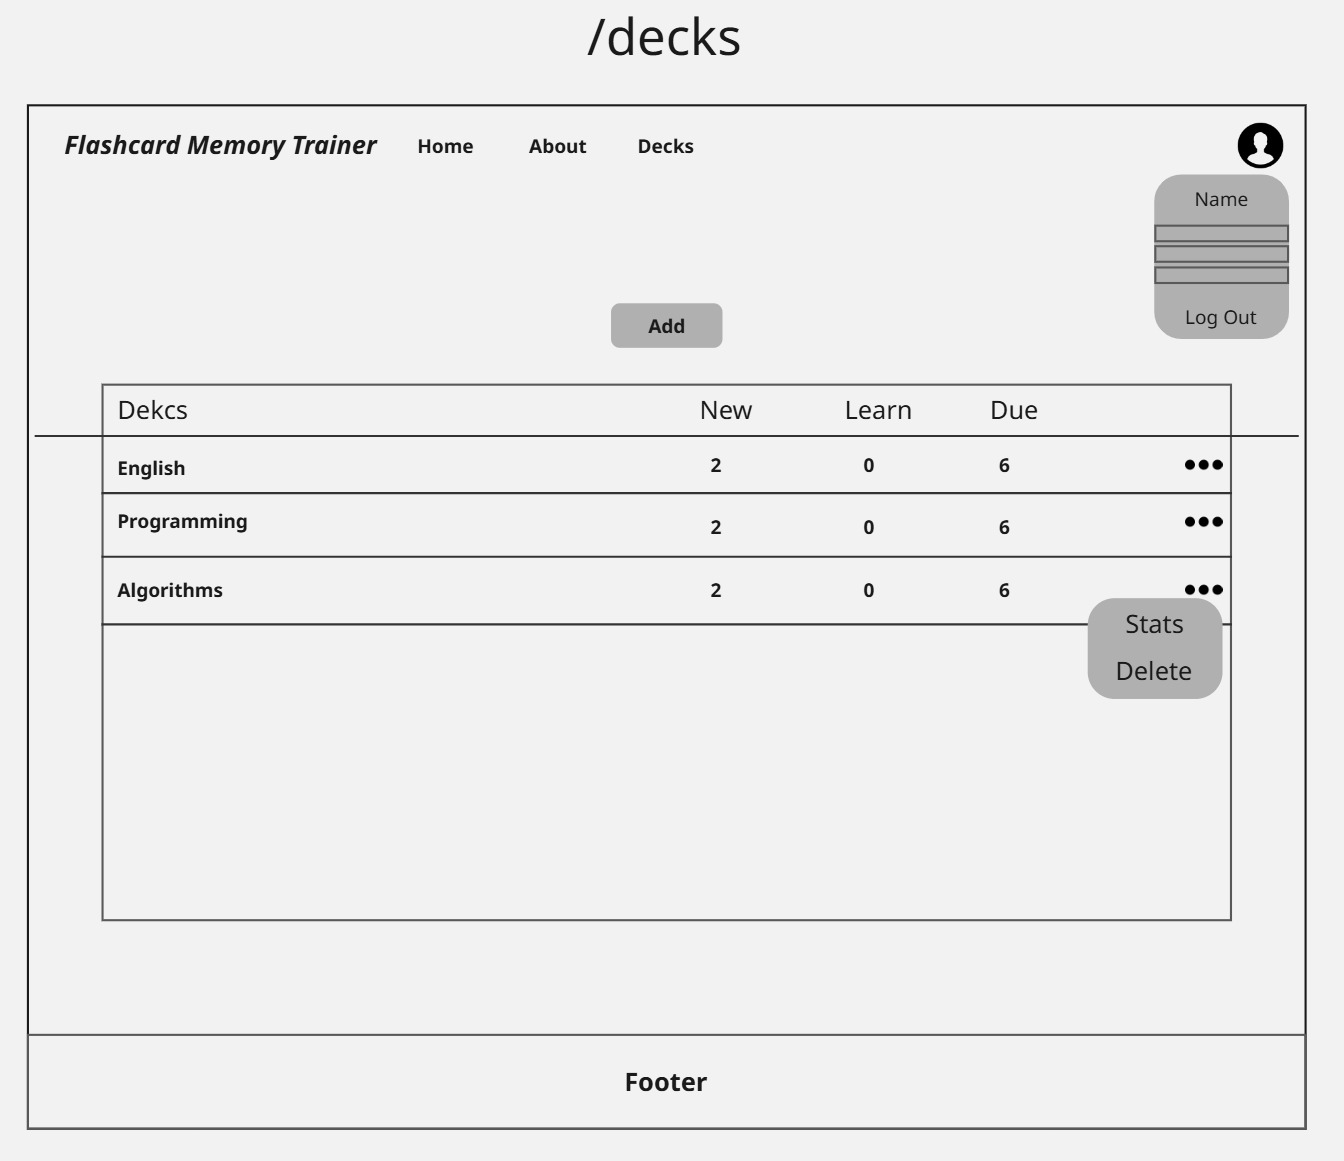 /decks
Flashcard Memory Trainer Home About Decks
Name
Log Out
Add
Dekcs New Learn Due
English 2 0 6
Programming 2 0 6
Algorithms 2 0 6
Stats
Delete
Footer